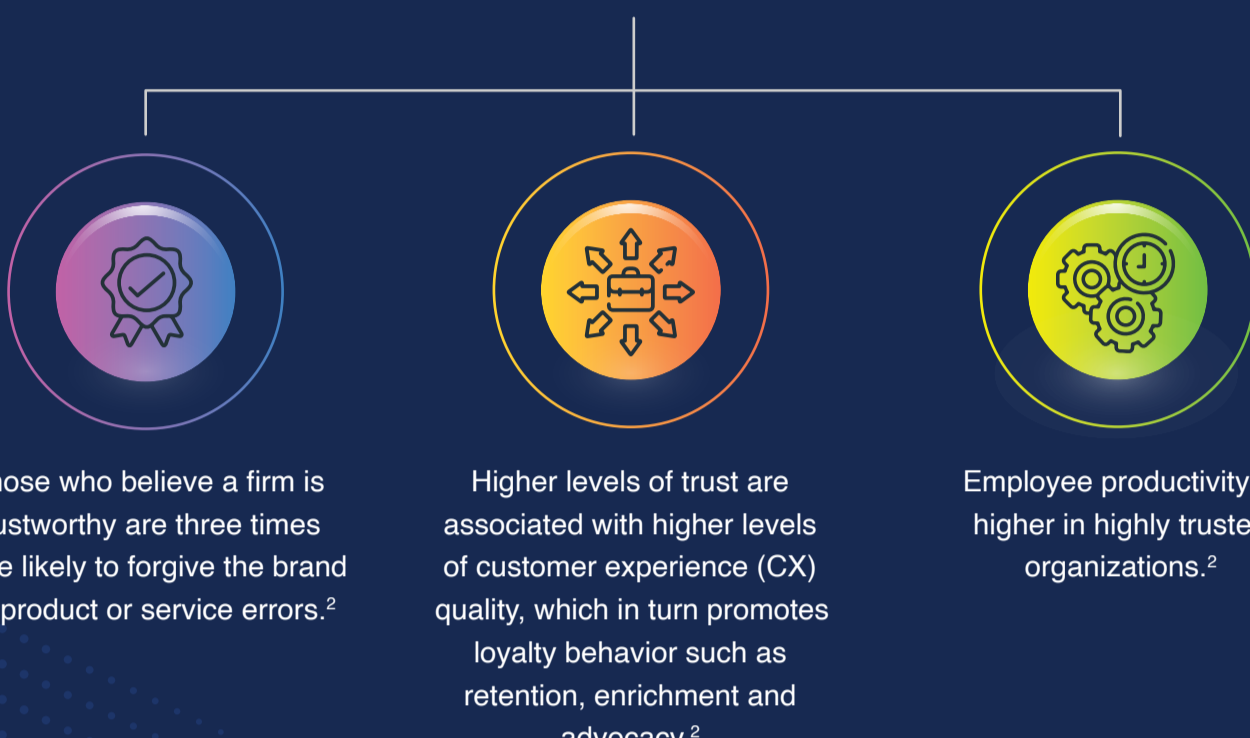 hose who believe a firm is
ustworthy are three times
e likely to forgive the brand
product or service errors.2
Higher levels of trust are
associated with higher levels
of customer experience (CX)
quality, which in turn promotes
loyalty behavior such as
retention, enrichment and
advocacy.2
Employee productivity
higher in highly truste
organizations.2